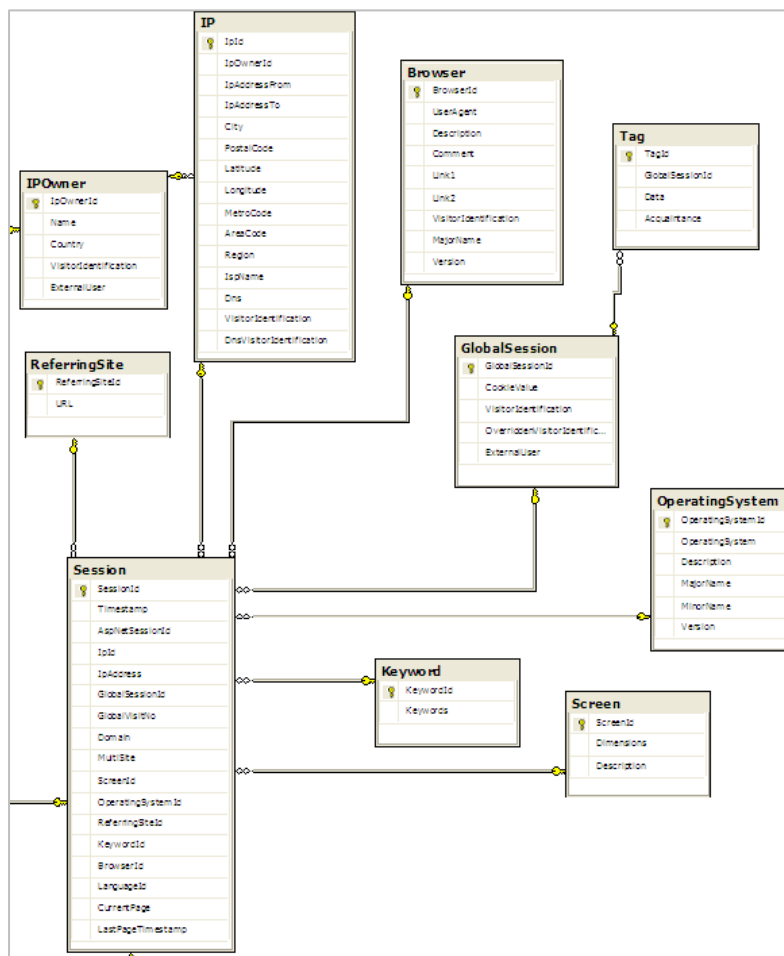 IP
IpId
IpOwnerId
IpAddressFrom
IpAddressTo
City
PostalCode
Latitude
Longitude
MetroCode
AreaCode
Region
IspName
Dns
VisitorIdentification
DnsVisitorIdentification
Browser
BrowserId
UserAgent
Description
Comment
Link1
Link2
VisitorIdentification
MajorName
Version
Tag
TagId
GlobalSessionId
Data
Acquaintance
IPOwner
IpOwnerId
Name
Country
VisitorIdentification
ExternalUser
ReferringSite
ReferringSiteId
URL
GlobalSession
GlobalSessionId
CookieValue
VisitorIdentification
OverriddenVisitorIdentific...
ExternalUser
OperatingSystem
OperatingSystemId
OperatingSystem
Description
MajorName
MinorName
Version
Session
SessionId
Timestamp
AspNetSessionId
IpId
IpAddress
GlobalSessionId
GlobalVisitNo
Domain
MultiSite
ScreenId
OperatingSystemId
ReferringSiteId
KeywordId
BrowserId
LanguageId
CurrentPage
LastPageTimestamp
Keyword
KeywordId
Keywords
Screen
ScreenId
Dimensions
Description